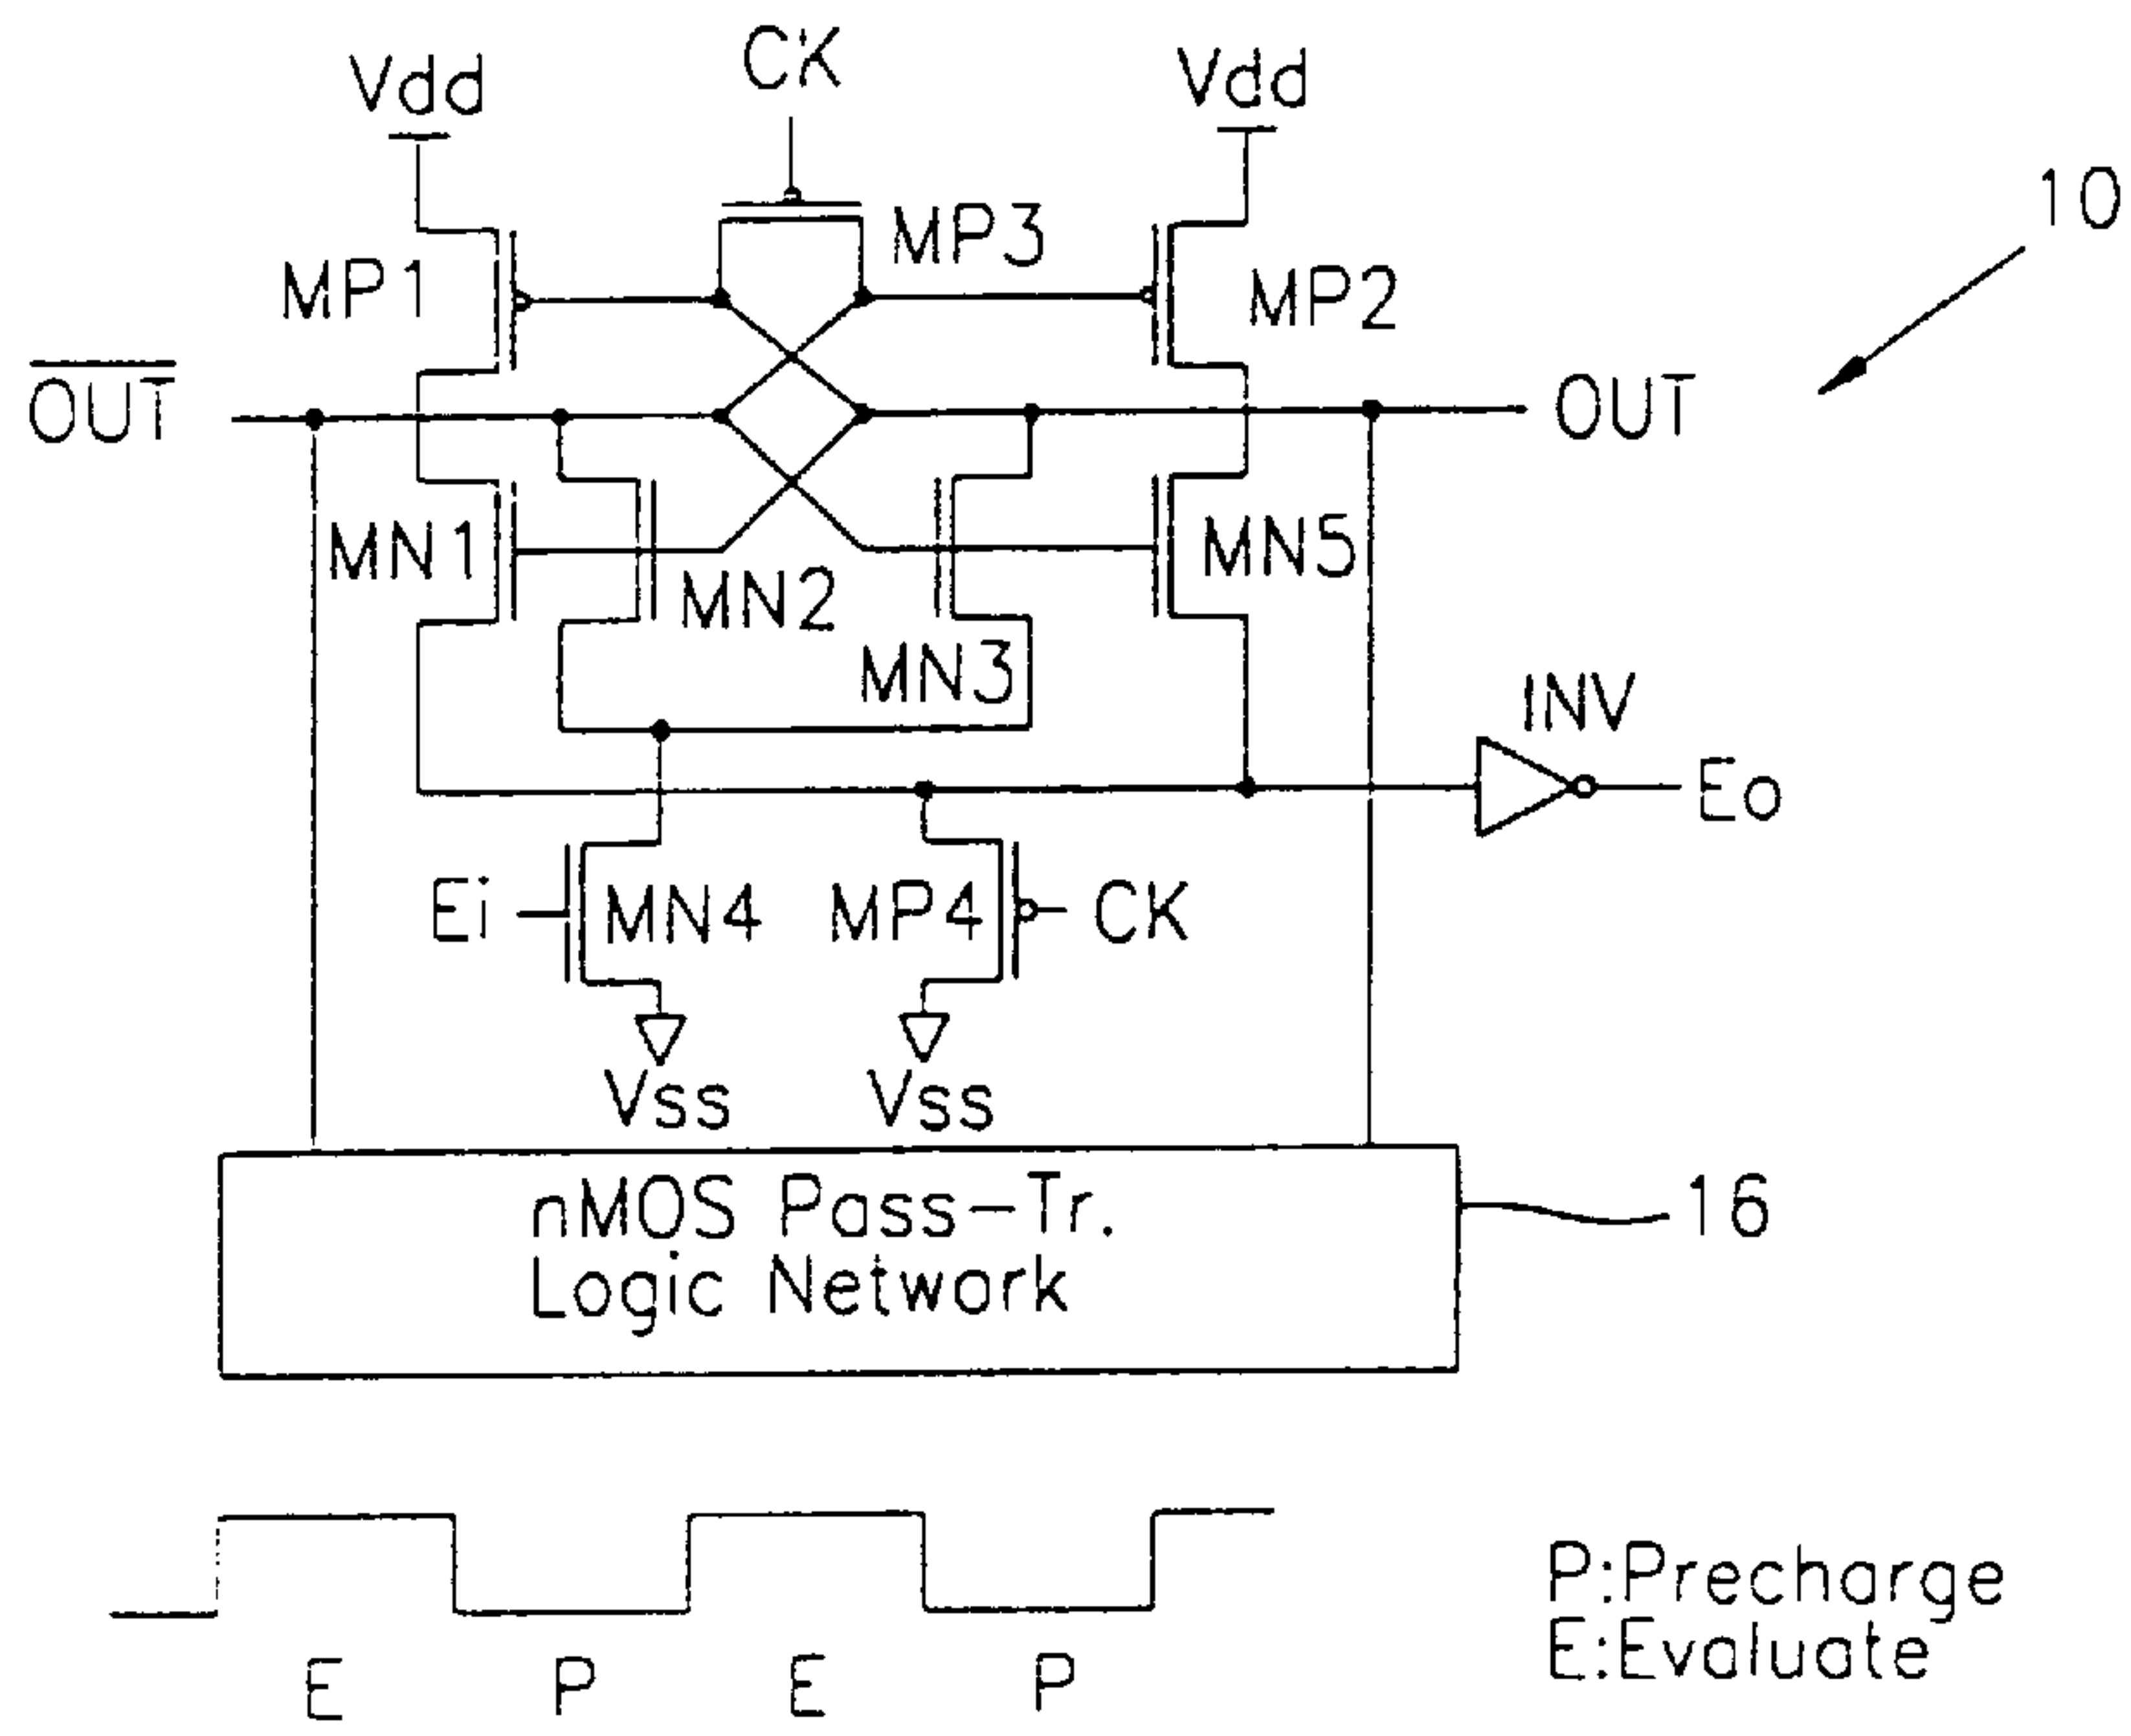 CK
Vdd
Vdd
10
MP3
MP1
MP2
OUT
OUT
MN1
MN2
MN5
MN3
INV
Eo
Ei
MN4
MP4
CK
Vss
Vss
nMOS Pass-Tr.
Logic Network
16
P:Precharge
E:Evaluate
E
P
E
P